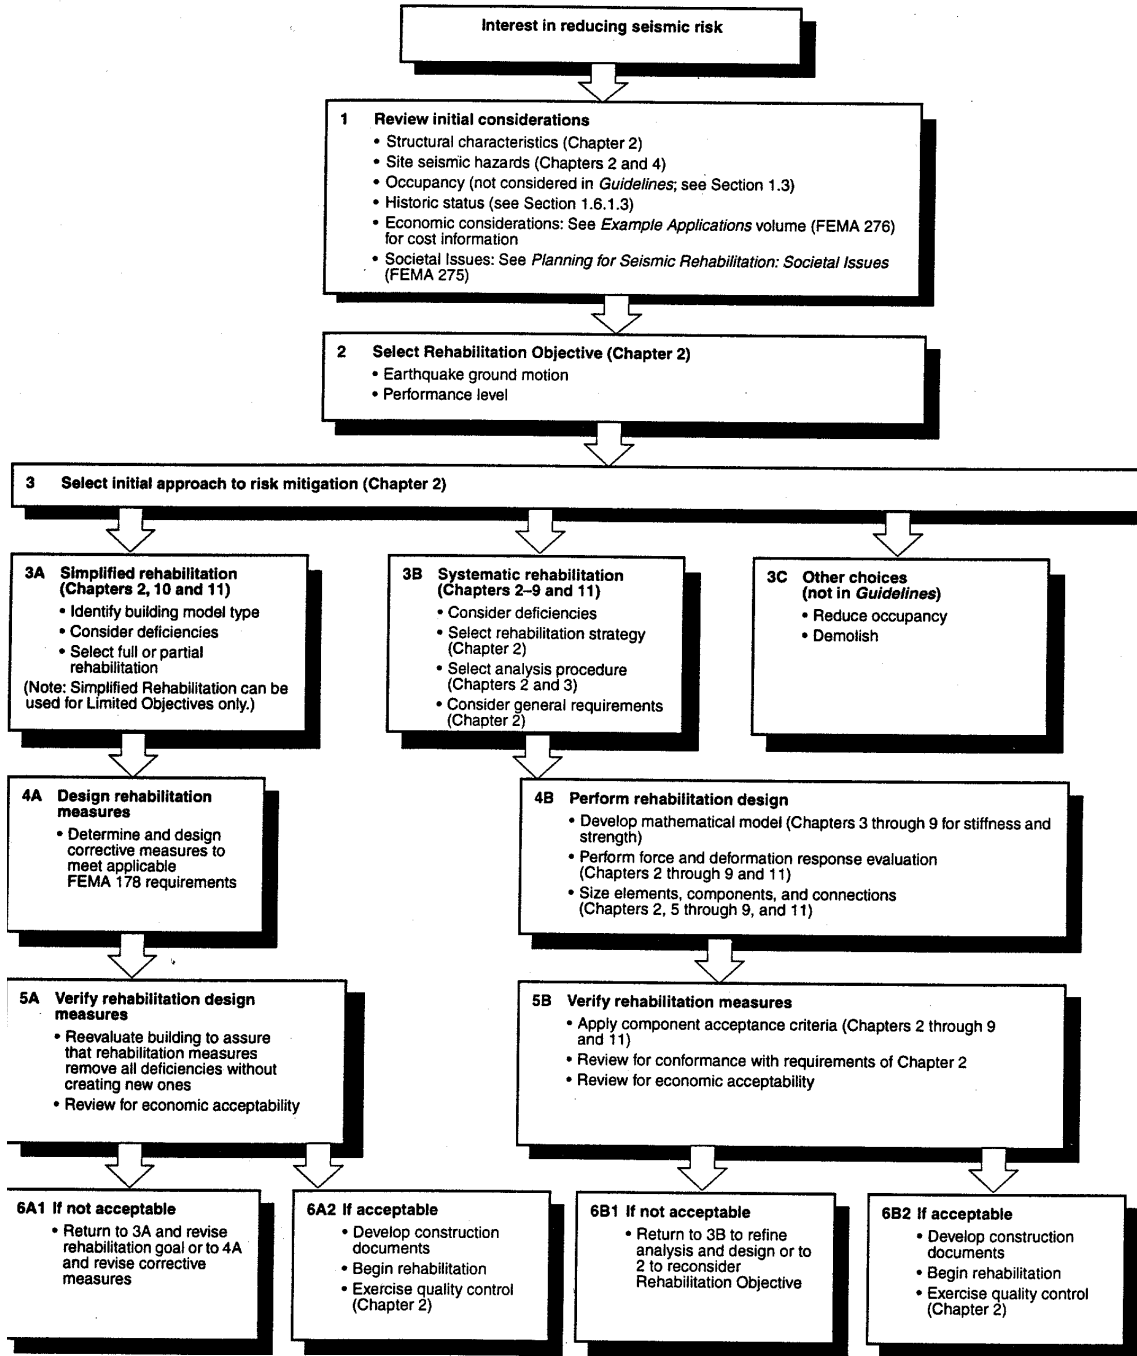 Interest in reducing seismic risk
1 Review initial considerations
• Structural characteristics (Chapter 2)
• Site seismic hazards (Chapters 2 and 4)
• Occupancy (not considered in Guidelines; see Section 1.3)
• Historic status (see Section 1.6.1.3)
• Economic considerations: See Example Applications volume (FEMA 276)
for cost information
• Societal Issues: See Planning for Seismic Rehabilitation: Societal Issues
(FEMA 275)
2 Select Rehabilitation Objective (Chapter 2)
• Earthquake ground motion
• Performance level
3 Select initial approach to risk mitigation (Chapter 2)
3A Simplified rehabilitation
(Chapters 2, 10 and 11)
• Identify building model type
• Consider deficiencies
• Select full or partial
rehabilitation
(Note: Simplified Rehabilitation can be
used for Limited Objectives only.)
3B Systematic rehabilitation
(Chapters 2–9 and 11)
• Consider deficiencies
• Select rehabilitation strategy
(Chapter 2)
• Select analysis procedure
(Chapters 2 and 3)
• Consider general requirements
(Chapter 2)
3C Other choices
(not in Guidelines)
• Reduce occupancy
• Demolish
4A Design rehabilitation
measures
• Determine and design
corrective measures to
meet applicable
FEMA 178 requirements
4B Perform rehabilitation design
• Develop mathematical model (Chapters 3 through 9 for stiffness and
strength)
• Perform force and deformation response evaluation
(Chapters 2 through 9 and 11)
• Size elements, components, and connections
(Chapters 2, 5 through 9, and 11)
5A Verify rehabilitation design
measures
• Reevaluate building to assure
that rehabilitation measures
remove all deficiencies without
creating new ones
• Review for economic acceptability
5B Verify rehabilitation measures
• Apply component acceptance criteria (Chapters 2 through 9
and 11)
• Review for conformance with requirements of Chapter 2
• Review for economic acceptability
6A1 If not acceptable
• Return to 3A and revise
rehabilitation goal or to 4A
and revise corrective
measures
6A2 If acceptable
• Develop construction
documents
• Begin rehabilitation
• Exercise quality control
(Chapter 2)
6B1 If not acceptable
• Return to 3B to refine
analysis and design or to
2 to reconsider
Rehabilitation Objective
6B2 If acceptable
• Develop construction
documents
• Begin rehabilitation
• Exercise quality control
(Chapter 2)